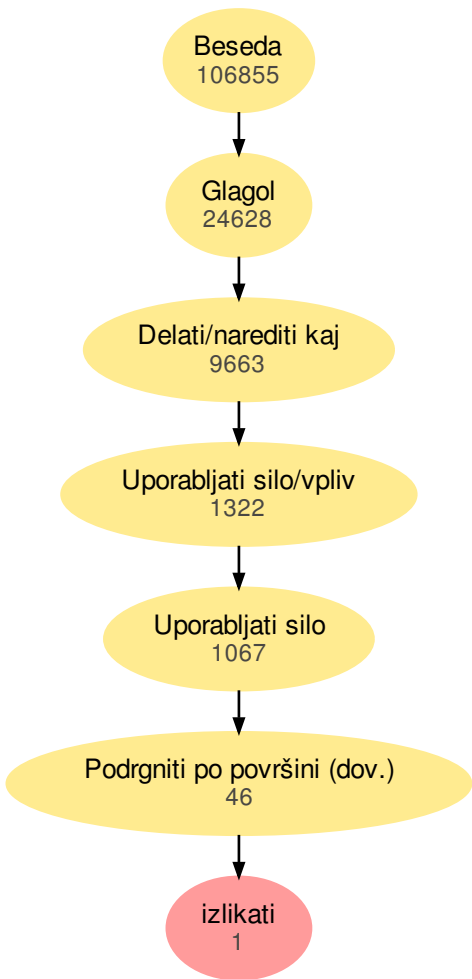 Beseda
106855
Glagol
24628
Delati/narediti kaj
9663
Uporabljati silo/vpliv
1322
Uporabljati silo
1067
Podrgniti po površini (dov.)
46
izlikati
1